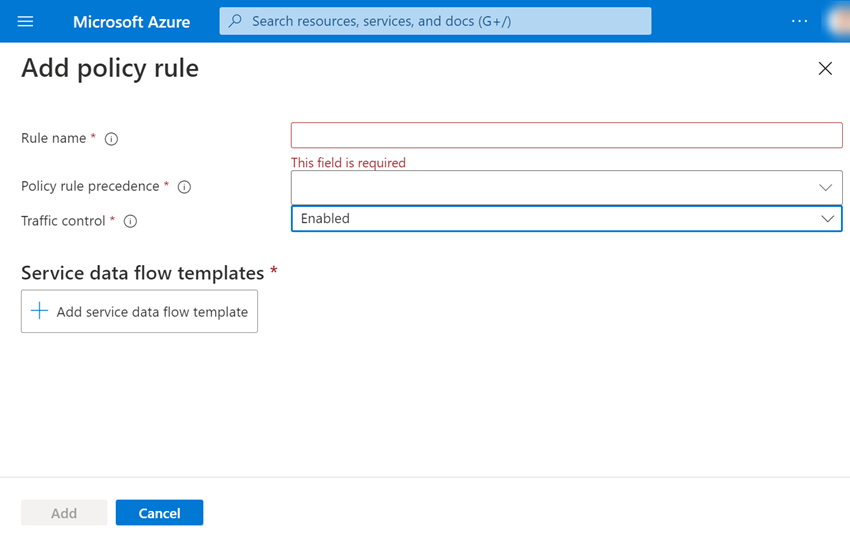 Microsoft Azure
Search resources, services, and docs (G+/)
Add policy rule
Rule name *
This field is required
Policy rule precedence *
Traffic control *
Enabled
Service data flow templates *
Add service data flow template
Add
Cancel